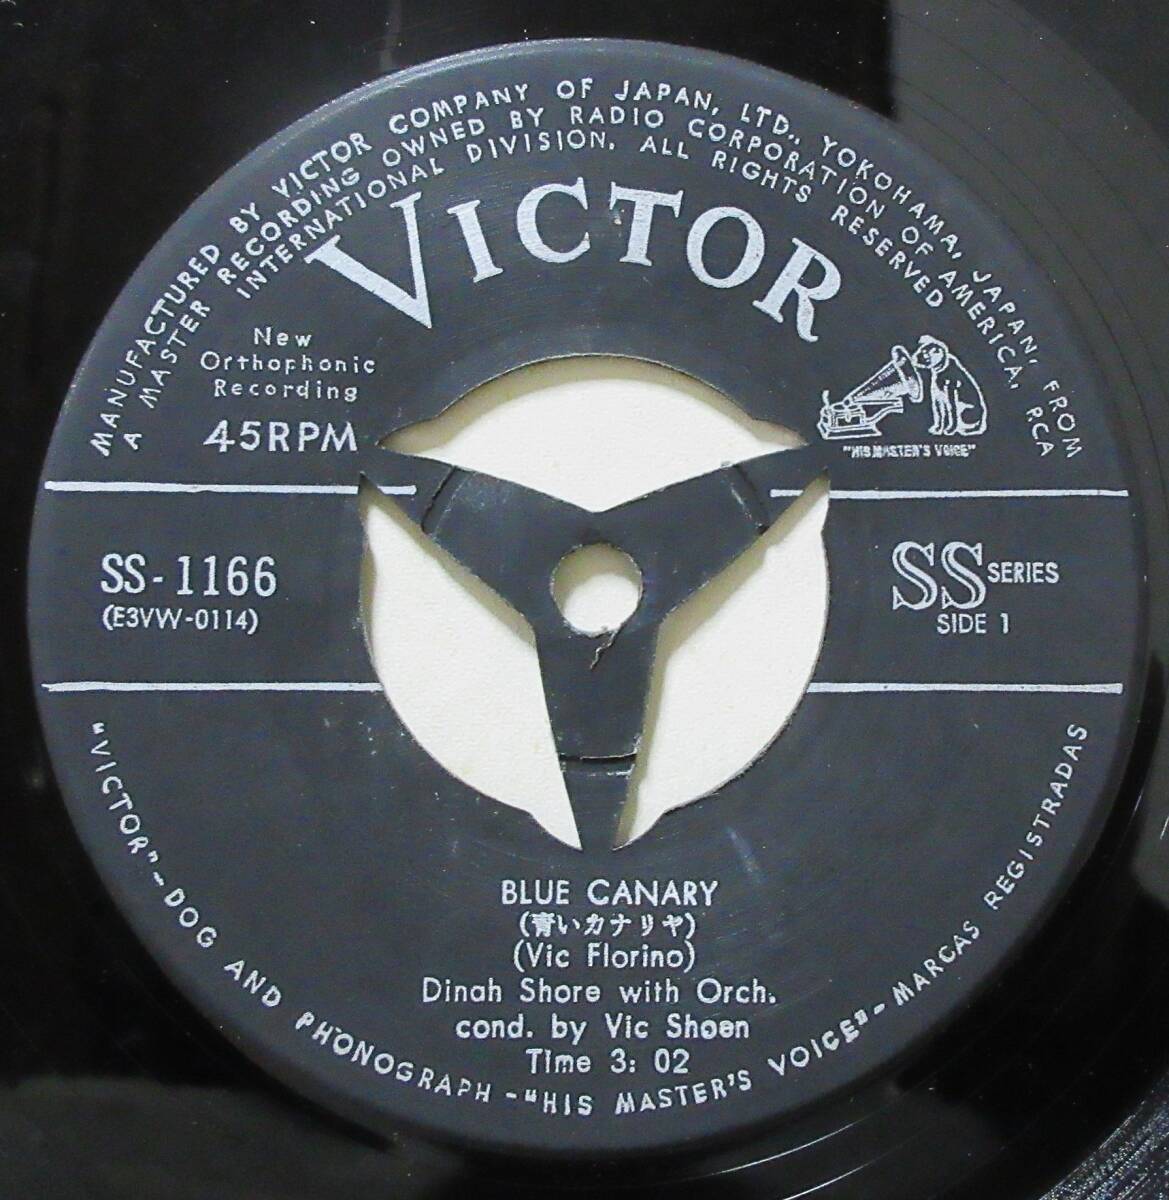 MANUFACTURED BY VICTOR COMPANY OF JAPAN, LTD., YOKOHAMA, JAPAN, FROM
A MASTER RECORDING OWNED BY RADIO CORPORATION OF AMERICA, RCA
INTERNATIONAL DIVISION. ALL RIGHTS RESERVED
VICTOR
New
Orthophonic
Recording
45RPM
"HIS MASTER'S VOICE"
SS-1166
(E3VW-0114)
SS SERIES
SIDE 1
BLUE CANARY
(青いカナリヤ)
(Vic Florino)
Dinah Shore with Orch.
cond. by Vic Shoen
Time 3: 02
"VICTOR"-DOG AND PHONOGRAPH-"HIS MASTER'S VOICE"-MARCAS REGISTRADAS